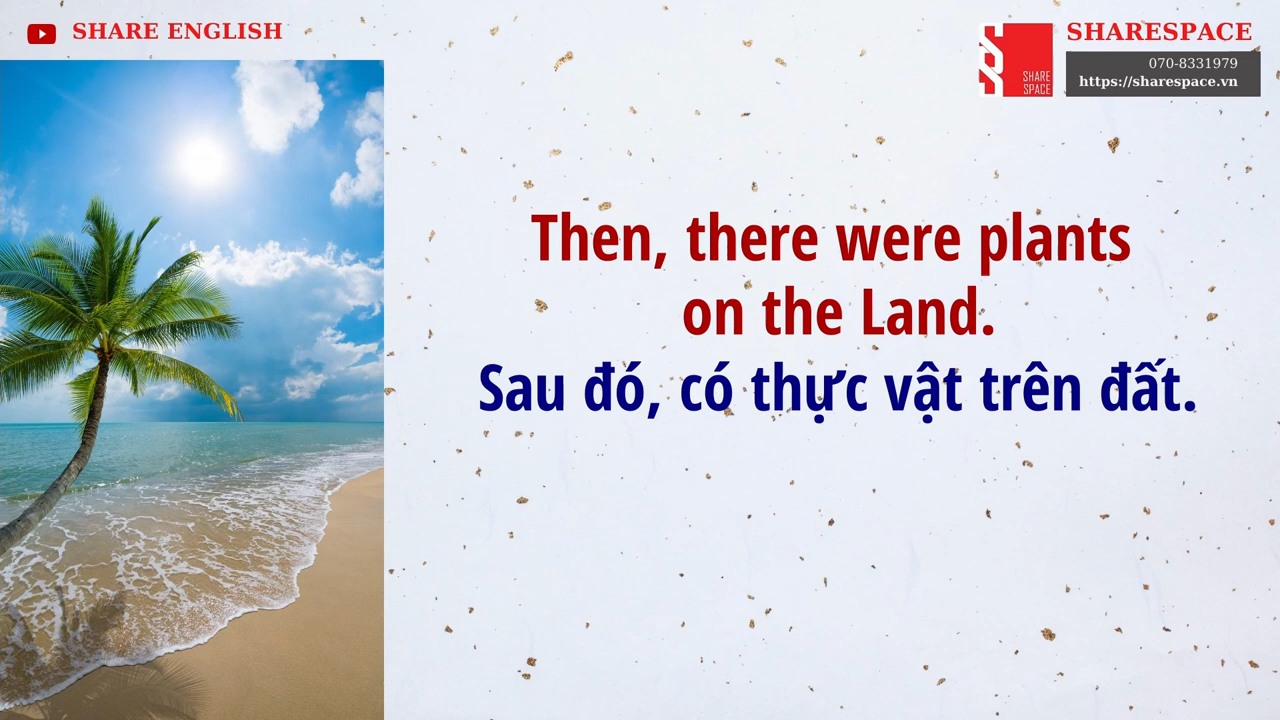 SHARE ENGLISH
SHARESPACE
SHARE
SPACE
070-8331979
https://sharespace.vn
Then, there were plants
on the Land.
Sau đó, có thực vật trên đất.